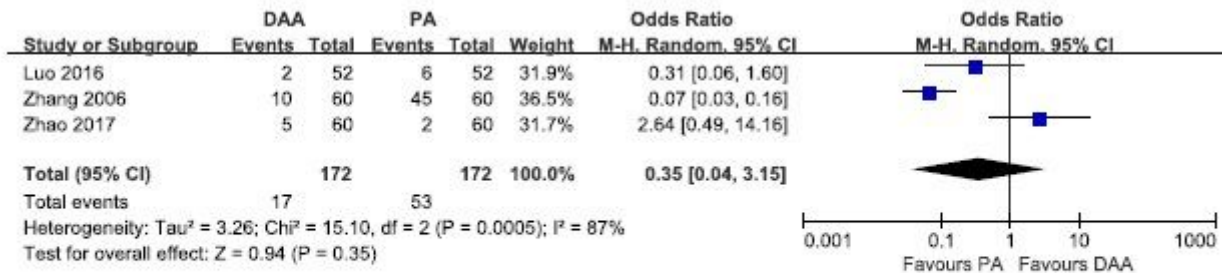 DAA PA Odds Ratio Odds Ratio
Study or Subgroup Events Total Events Total Weight M-H. Random. 95% CI M-H. Random. 95% CI
Luo 2016 2 52 6 52 31.9% 0.31 [0.06, 1.60]
Zhang 2006 10 60 45 60 36.5% 0.07 [0.03, 0.16]
Zhao 2017 5 60 2 60 31.7% 2.64 [0.49, 14.16]
Total (95% CI) 172 172 100.0% 0.35 [0.04, 3.15]
Total events 17 53
Heterogeneity: Tau² = 3.26; Chi² = 15.10, df = 2 (P = 0.0005); I² = 87%
Test for overall effect: Z = 0.94 (P = 0.35)
0.001 0.1 1 10 1000
Favours PA Favours DAA